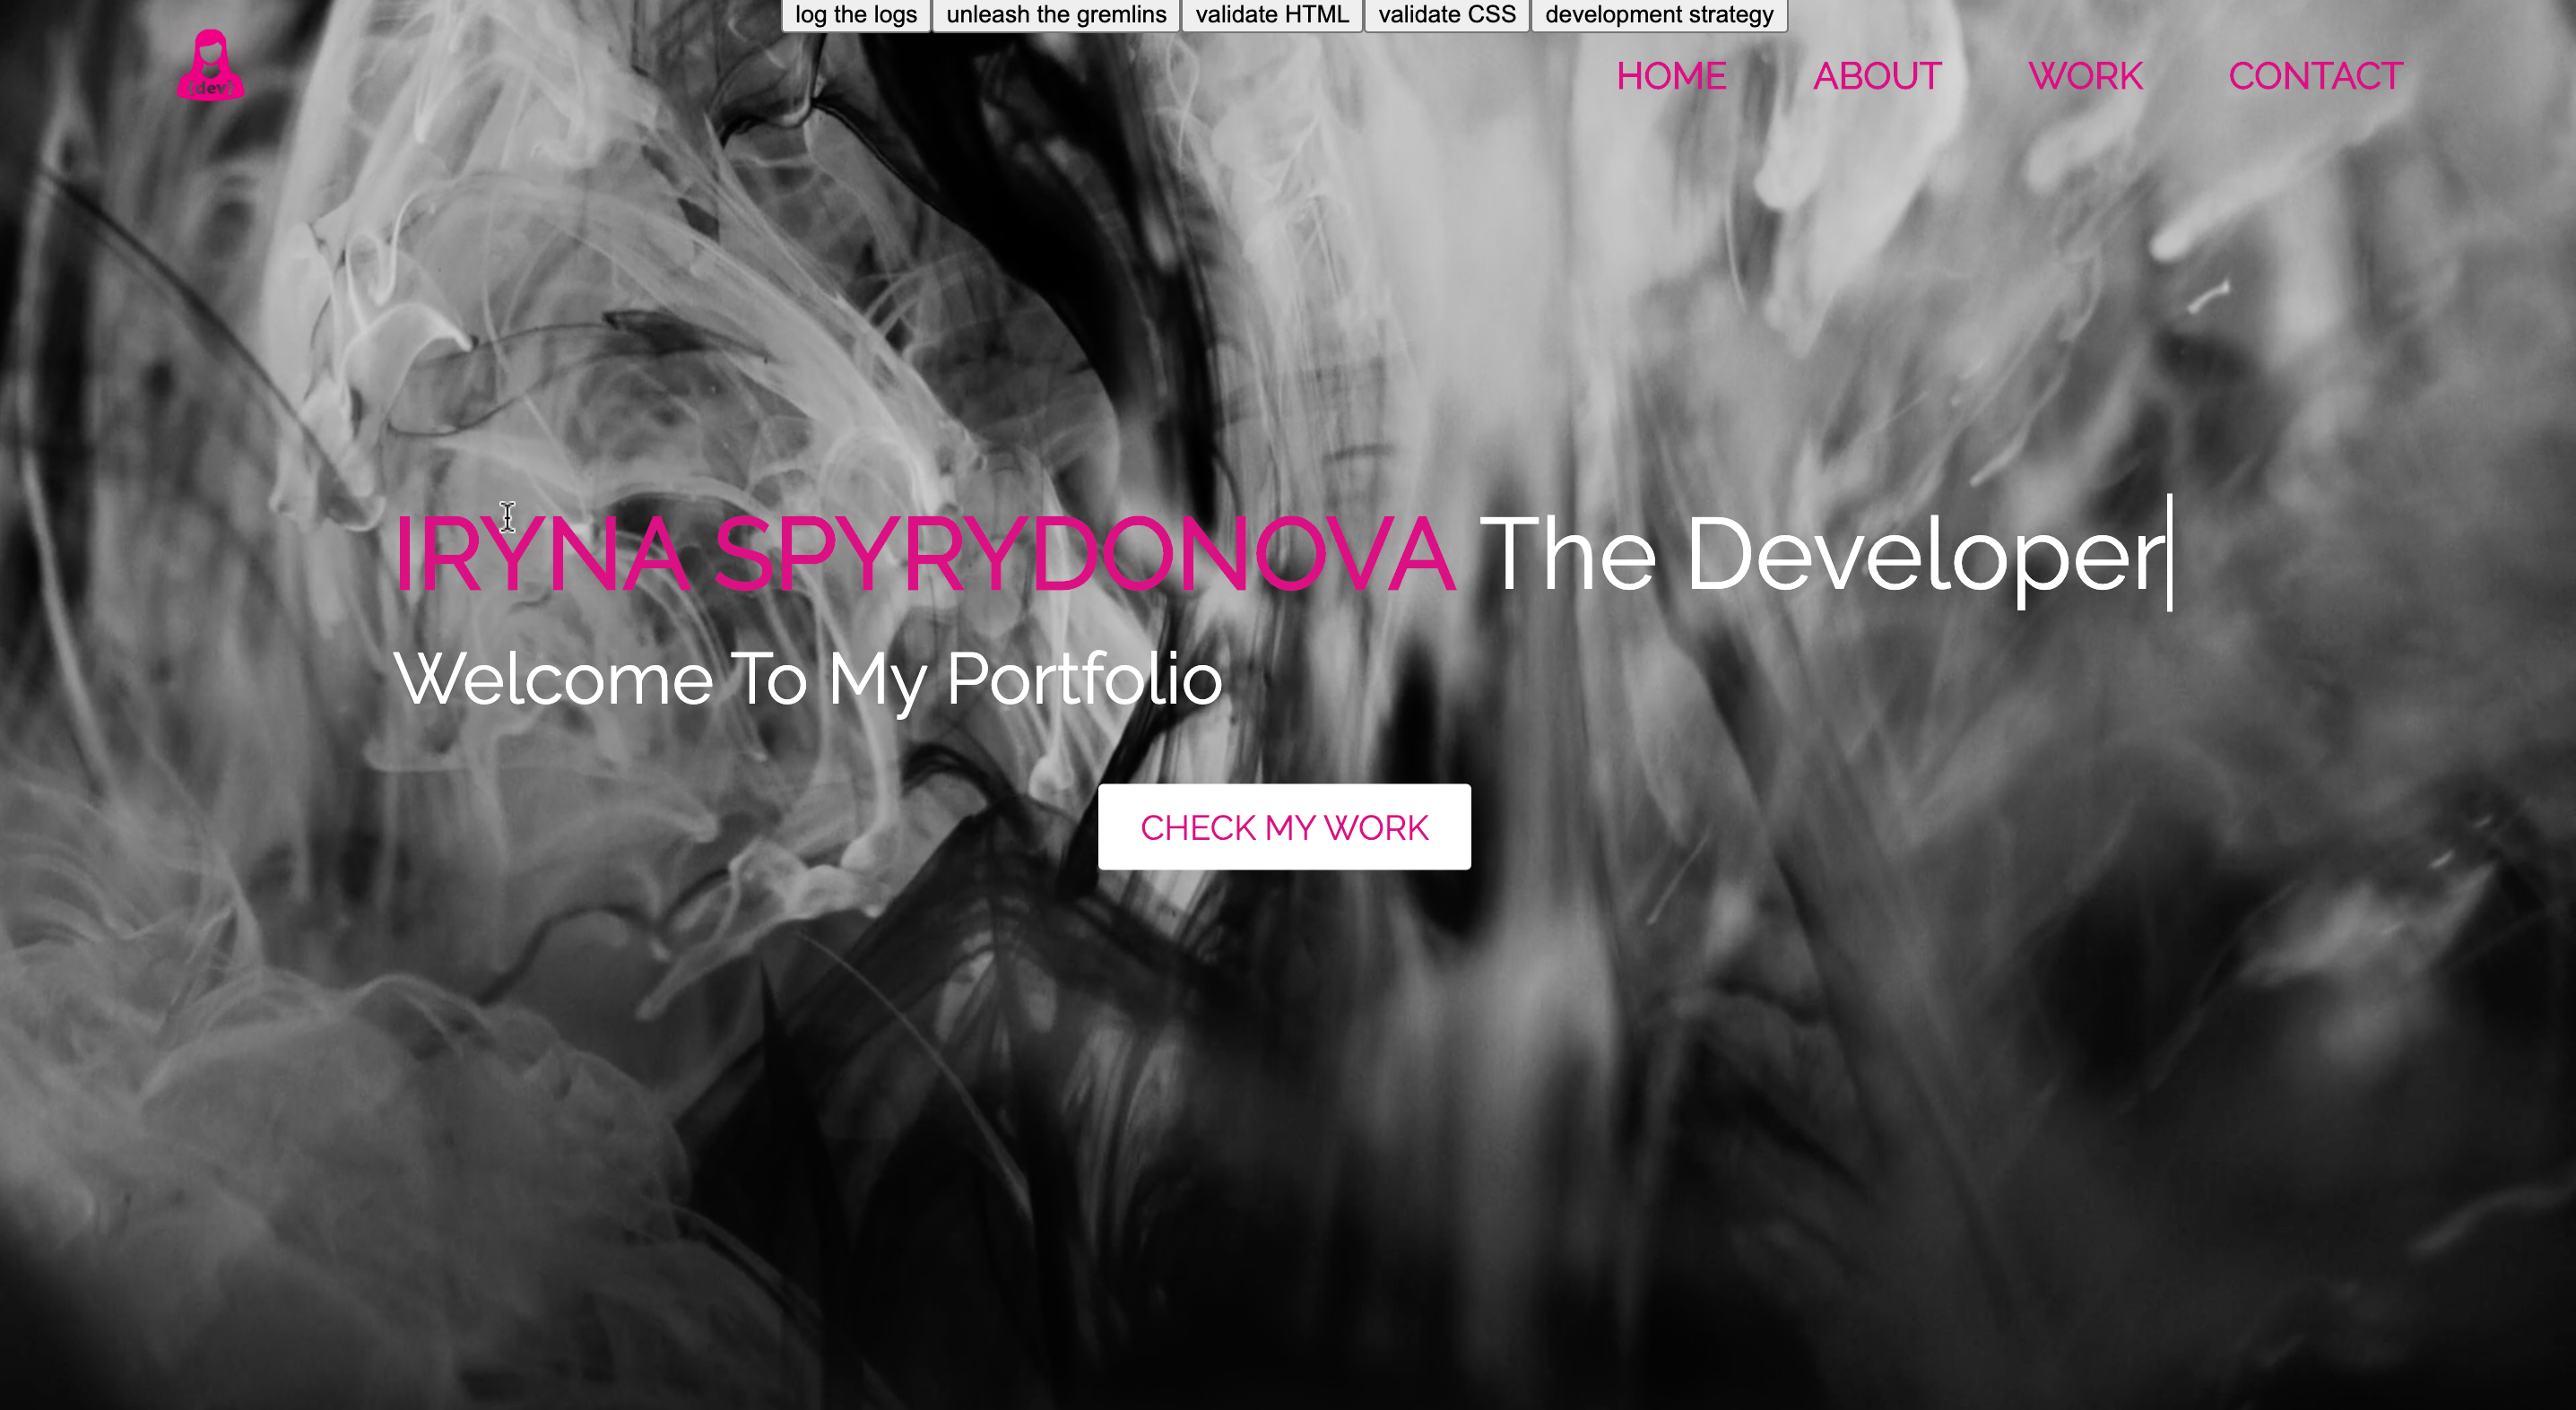 log the logs unleash the gremlins validate HTML validate CSS development strategy
{dev}
HOME ABOUT WORK CONTACT
IRYNA SPYRYDONOVA The Developer
Welcome To My Portfolio
CHECK MY WORK